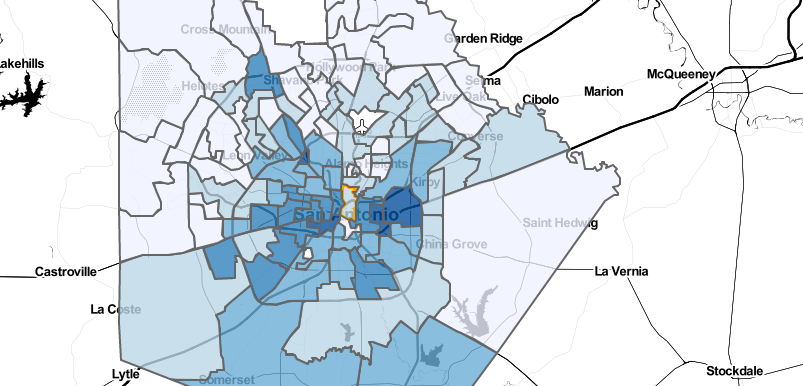 Cross Mountain
Garden Ridge
Lakehills
Hollywood Park
McQueeney
Shavano Park
Selma
Helotes
Marion
Live Oak
Cibolo
Converse
Leon Valley
Alamo Heights
Kirby
San Antonio
Saint Hedwig
China Grove
Castroville
La Vernia
La Coste
Lytle
Stockdale
Somerset